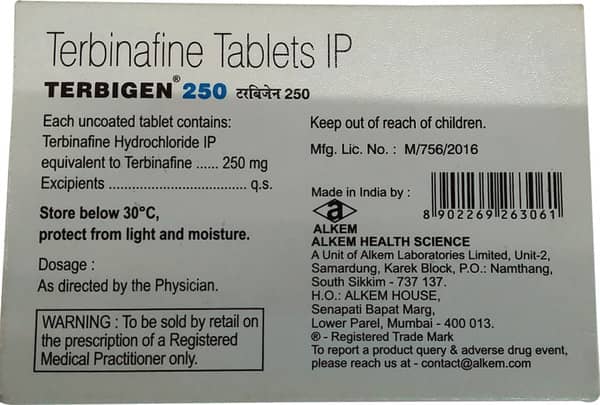 Terbinafine Tablets IP
TERBIGEN® 250 टरबिजेन 250
Each uncoated tablet contains:
Terbinafine Hydrochloride IP
equivalent to Terbinafine ...... 250 mg
Excipients .................................. q.s.
Store below 30°C,
protect from light and moisture.
Dosage :
As directed by the Physician.
WARNING : To be sold by retail on
the prescription of a Registered
Medical Practitioner only.
Keep out of reach of children.
Mfg. Lic. No. : M/756/2016
Made in India by :
a
ALKEM
8 902269 263061
ALKEM HEALTH SCIENCE
A Unit of Alkem Laboratories Limited, Unit-2,
Samardung, Karek Block, P.O.: Namthang,
South Sikkim - 737 137.
H.O.: ALKEM HOUSE,
Senapati Bapat Marg,
Lower Parel, Mumbai - 400 013.
® - Registered Trade Mark
To report a product query & adverse drug event,
please reach us at - contact@alkem.com